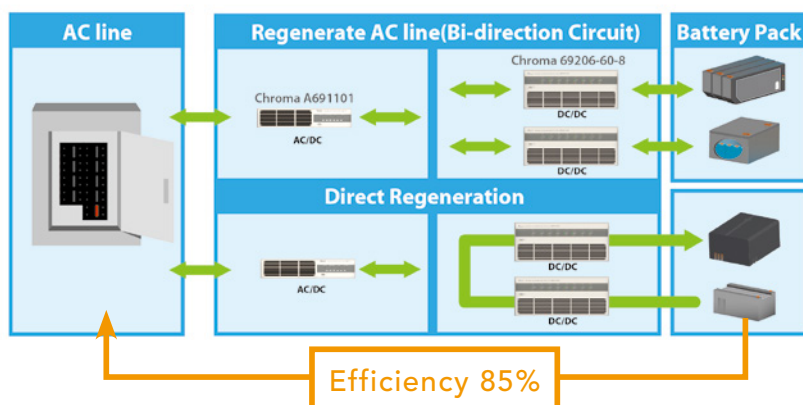 AC line
Regenerate AC line(Bi-direction Circuit)
Battery Pack
Chroma A691101
AC/DC
Chroma 69206-60-8
DC/DC
DC/DC
Direct Regeneration
AC/DC
DC/DC
DC/DC
Efficiency 85%